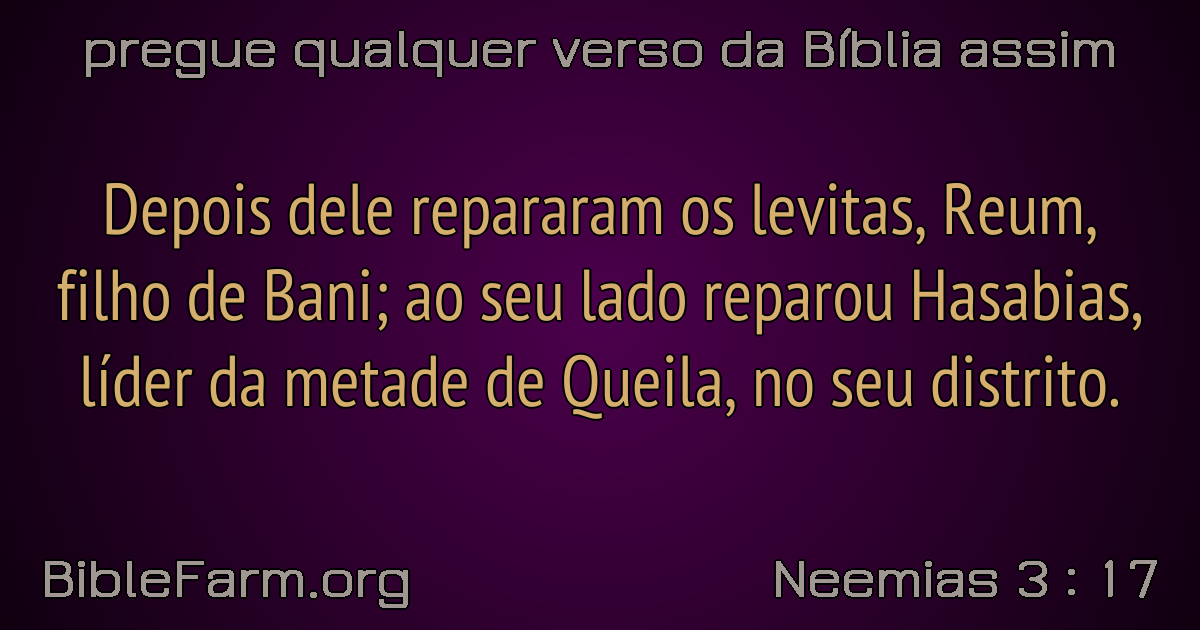 pregue qualquer verso da Bíblia assim
Depois dele repararam os levitas, Reum,
filho de Bani; ao seu lado reparou Hasabias,
líder da metade de Queila, no seu distrito.
BibleFarm.org
Neemias 3 : 17